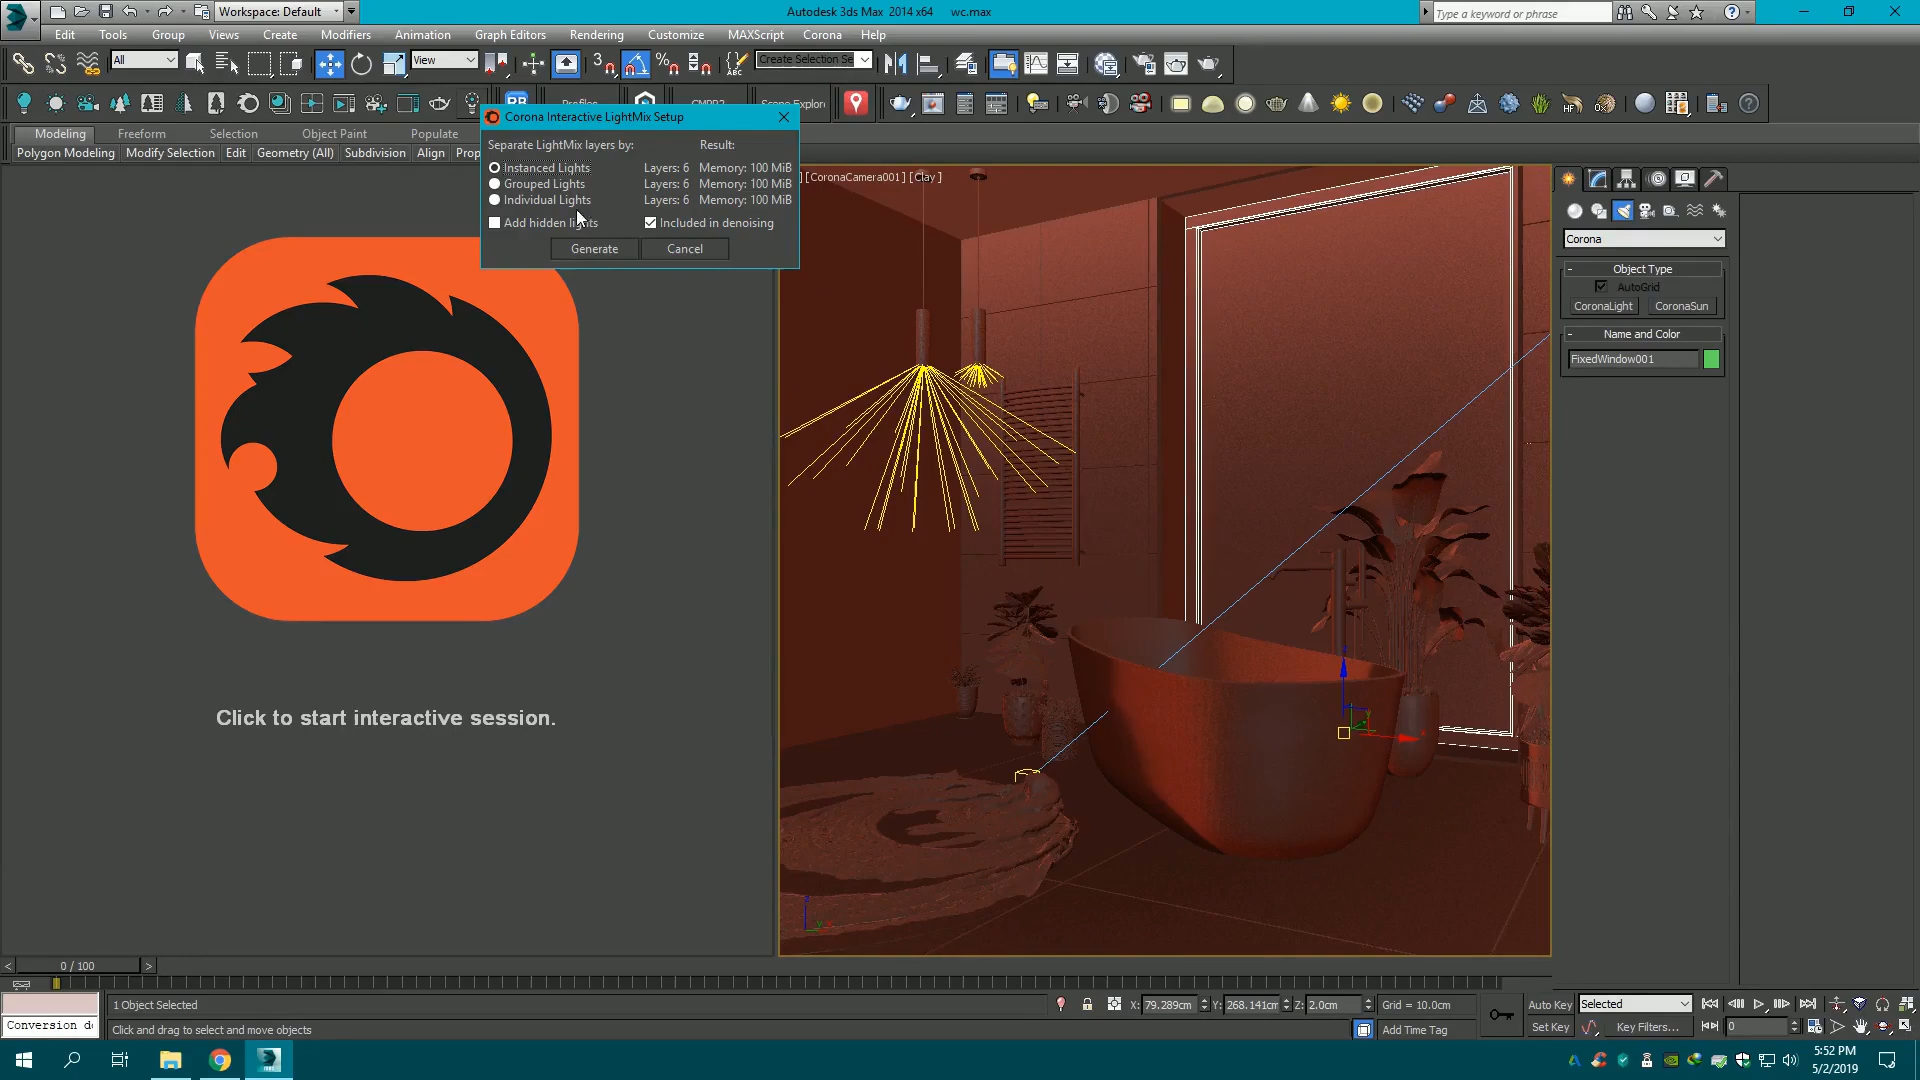 Workspace: Default
Autodesk 3ds Max 2014 x64 wc.max
Type a keyword or phrase
Edit Tools Group Views Create Modifiers Animation Graph Editors Rendering Customize MAXScript Corona Help
All
View
Create Selection Se
Corona Interactive LightMix Setup
Separate LightMix layers by: Result:
Instanced Lights Layers: 6 Memory: 100 MiB
Grouped Lights Layers: 6 Memory: 100 MiB
Individual Lights Layers: 6 Memory: 100 MiB
Add hidden lights Included in denoising
Generate Cancel
Modeling Freeform Selection Object Paint Populate
Polygon Modeling Modify Selection Edit Geometry (All) Subdivision Align Prop
] [CoronaCamera001] [Clay ]
Corona
- Object Type
AutoGrid
CoronaLight CoronaSun
- Name and Color
FixedWindow001
Click to start interactive session.
< 0 / 100 >
1 Object Selected
X: 79.289cm Y: 268.141cm Z: 2.0cm Grid = 10.0cm
Auto Key Selected
Conversion
Click and drag to select and move objects
Add Time Tag
Set Key Key Filters... 0
5:52 PM
5/2/2019